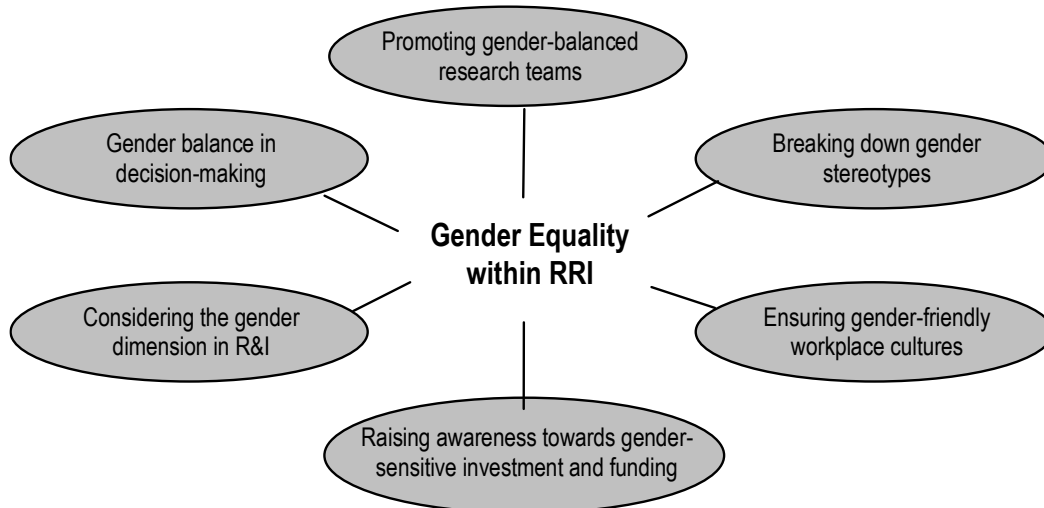 Promoting gender-balanced
research teams
Gender balance in
decision-making
Breaking down gender
stereotypes
Gender Equality
within RRI
Considering the gender
dimension in R&I
Ensuring gender-friendly
workplace cultures
Raising awareness towards gender-
sensitive investment and funding